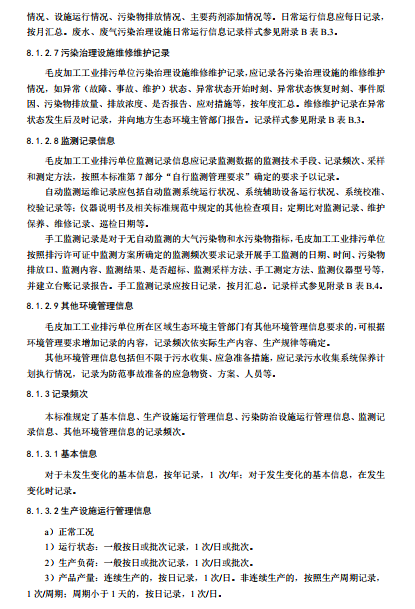 情况、设施运行情况、污染物排放情况、主要药剂添加情况等。日常运行信息应每日记录，
按月汇总。废水、废气污染治理设施日常运行信息记录样式参见附录 B 表 B.3。
8.1.2.7 污染治理设施维修维护记录
毛皮加工工业排污单位污染治理设施维修维护记录，应记录各污染治理设施的维修维护
情况，如异常（故障、事故、维护）状态、异常状态开始时刻、异常状态恢复时刻、事件原
因、污染物排放量、排放浓度、是否报告、应对措施等，按年度汇总。维修维护记录在异常
状态发生后及时记录，并向地方生态环境主管部门报告。记录样式参见附录 B 表 B.3。
8.1.2.8 监测记录信息
毛皮加工工业排污单位监测记录信息应记录监测数据的监测技术手段、记录频次、采样
和测定方法，按照本标准第 7 部分“自行监测管理要求”确定的要求予以记录。
自动监测运维记录应包括自动监测系统运行状况、系统辅助设备运行状况、系统校准、
校验记录等；仪器说明书及相关标准规范中规定的其他检查项目；定期比对监测记录、维护
保养、维修记录、巡检日期等。
手工监测记录是对于无自动监测的大气污染物和水污染物指标，毛皮加工工业排污单位
按照排污许可证中监测方案所确定的监测频次要求记录开展手工监测的日期、时间、污染物
排放口、监测内容、监测结果、是否超标、监测采样方法、手工测定方法、监测仪器型号等，
并建立台账记录报告。手工监测记录应按日记录，按月汇总。记录样式参见附录 B 表 B.4。
8.1.2.9 其他环境管理信息
毛皮加工工业排污单位所在区域生态环境主管部门有其他环境管理信息要求的，可根据
环境管理要求增加记录的内容，记录频次依实际生产内容、生产规律等确定。
其他环境管理信息包括但不限于污水收集、应急准备措施，应记录污水收集系统保养计
划执行情况，记录为防范事故准备的应急物资、方案、人员等。
8.1.3 记录频次
本标准规定了基本信息、生产设施运行管理信息、污染防治设施运行管理信息、监测记
录信息、其他环境管理信息的记录频次。
8.1.3.1 基本信息
对于未发生变化的基本信息，按年记录，1 次/年；对于发生变化的基本信息，在发生
变化时记录。
8.1.3.2 生产设施运行管理信息
a）正常工况
1）运行状态：一般按日或批次记录，1 次/日或批次。
2）生产负荷：一般按日或批次记录，1 次/日或批次。
3）产品产量：连续生产的，按日记录，1 次/日。非连续生产的，按照生产周期记录，
1 次/周期；周期小于 1 天的，按日记录，1 次/日。